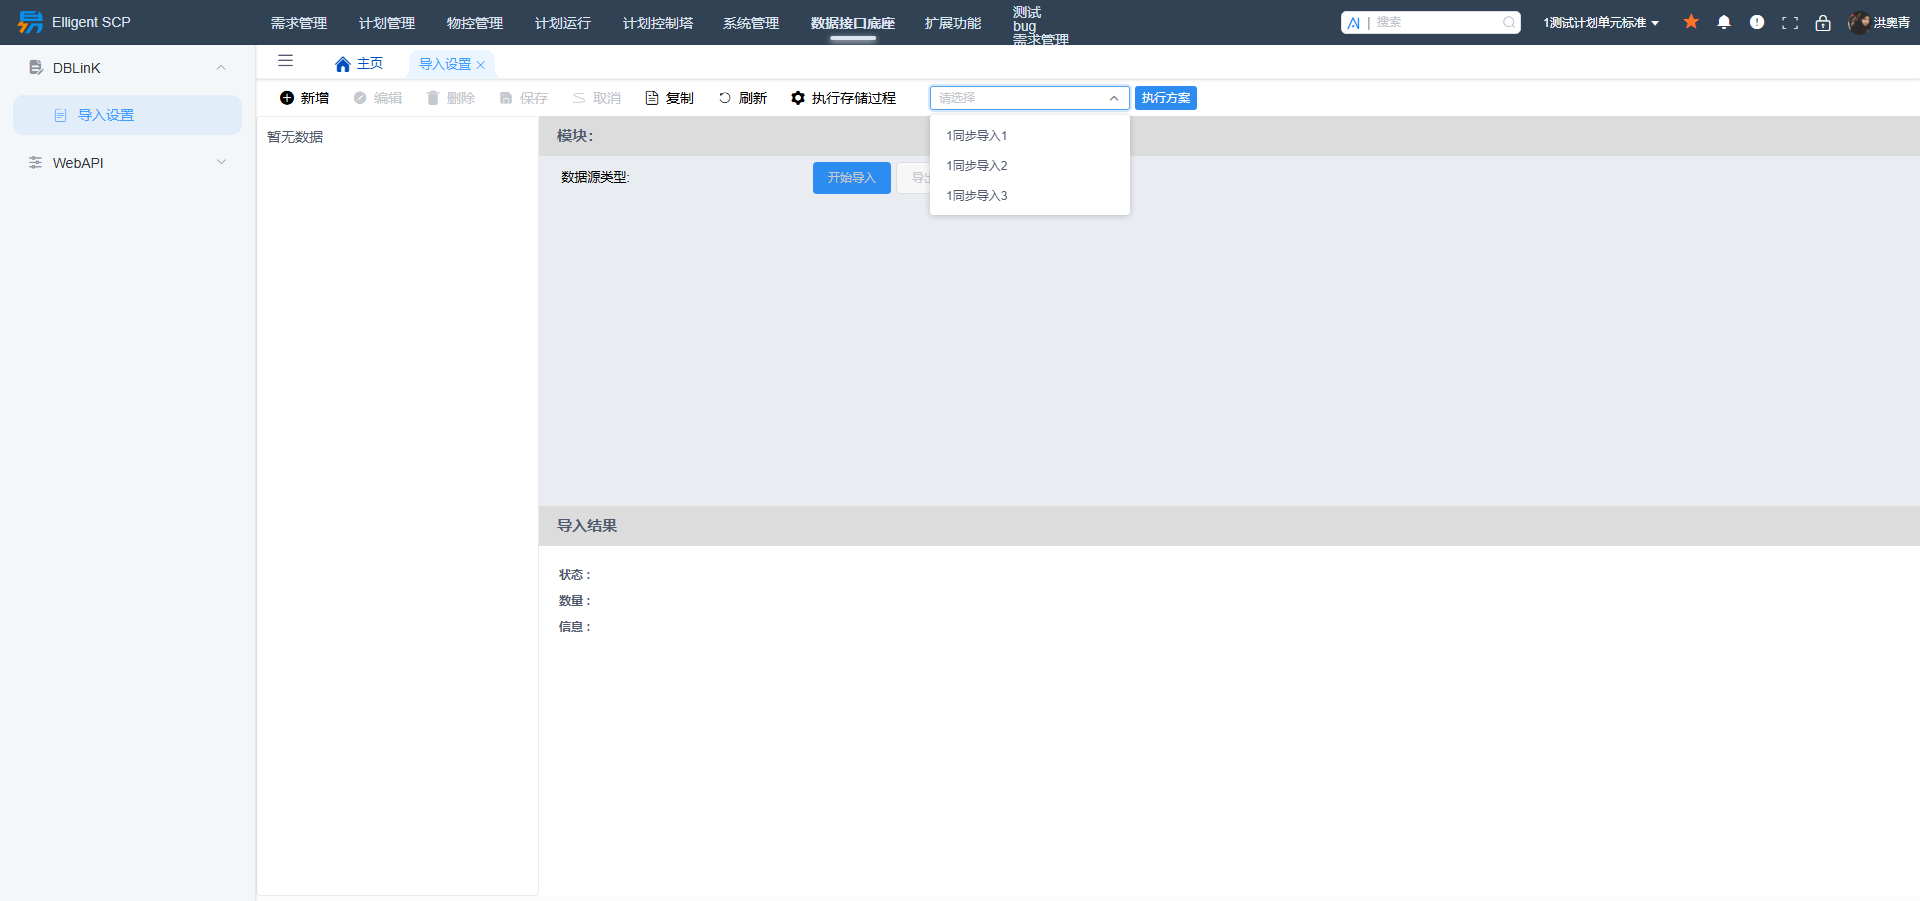 Elligent SCP
需求管理 计划管理 物控管理 计划运行 计划控制塔 系统管理 数据接口底座 扩展功能
测试
bug
需求管理
AI | 搜索
1测试计划单元标准
洪奥青
DBLinK
导入设置
WebAPI
主页
导入设置
新增 编辑 删除 保存 取消 复制 刷新 执行存储过程
请选择
执行方案
1同步导入1
1同步导入2
1同步导入3
暂无数据
模块:
数据源类型:
开始导入
导出
导入结果
状态 :
数量 :
信息 :